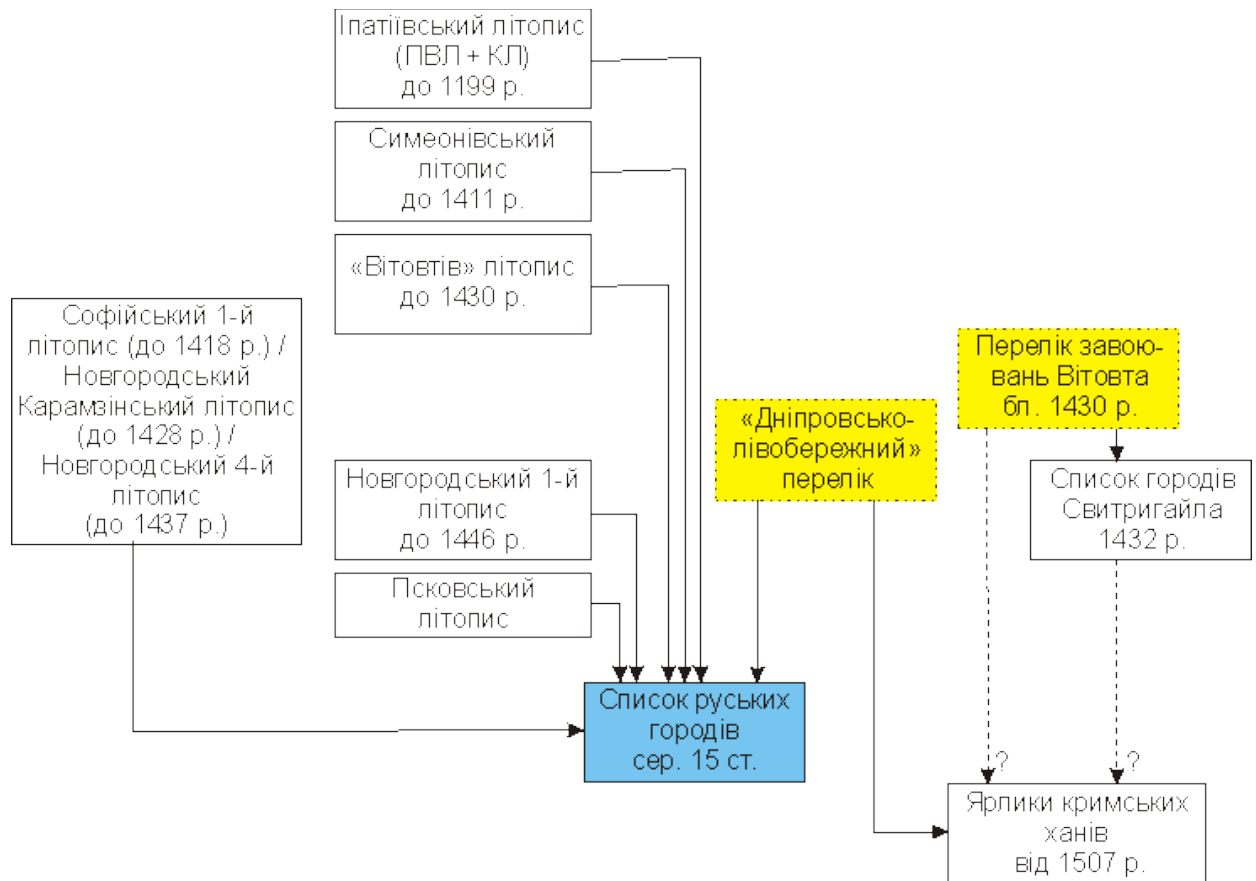 Іпатіївський літопис
(ПВЛ + КЛ)
до 1199 р.
Симеонівський
літопис
до 1411 р.
«Вітовтів» літопис
до 1430 р.
Софійський 1-й
літопис (до 1418 р.) /
Новгородський
Карамзінський літопис
(до 1428 р.) /
Новгородський 4-й
літопис
(до 1437 р.)
Новгородський 1-й
літопис
до 1446 р.
Псковський
літопис
«Дніпровсько-
лівобережний»
перелік
Перелік завою-
вань Вітовта
бл. 1430 р.
Список городів
Свитригайла
1432 р.
Список руських
городів
сер. 15 ст.
?
?
Ярлики кримських
ханів
від 1507 р.